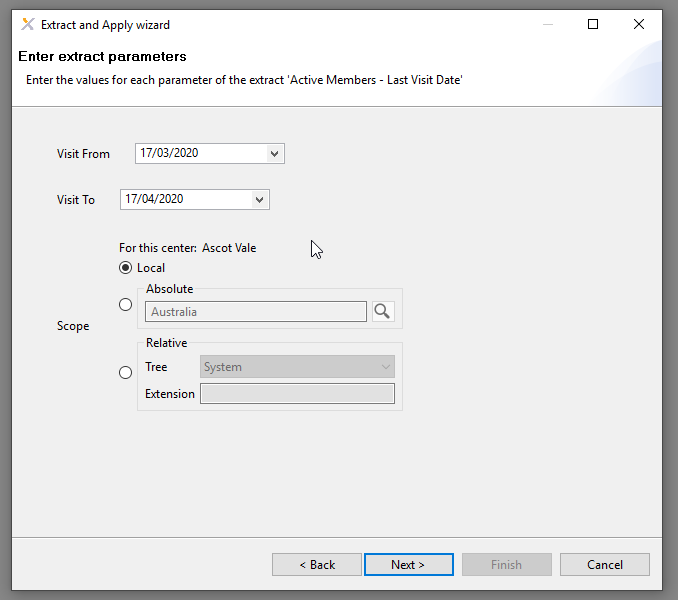 Extract and Apply wizard
Enter extract parameters
Enter the values for each parameter of the extract 'Active Members - Last Visit Date'
Visit From 17/03/2020
Visit To 17/04/2020
For this center: Ascot Vale
Local
Absolute
Australia
Scope
Relative
Tree System
Extension
< Back Next > Finish Cancel